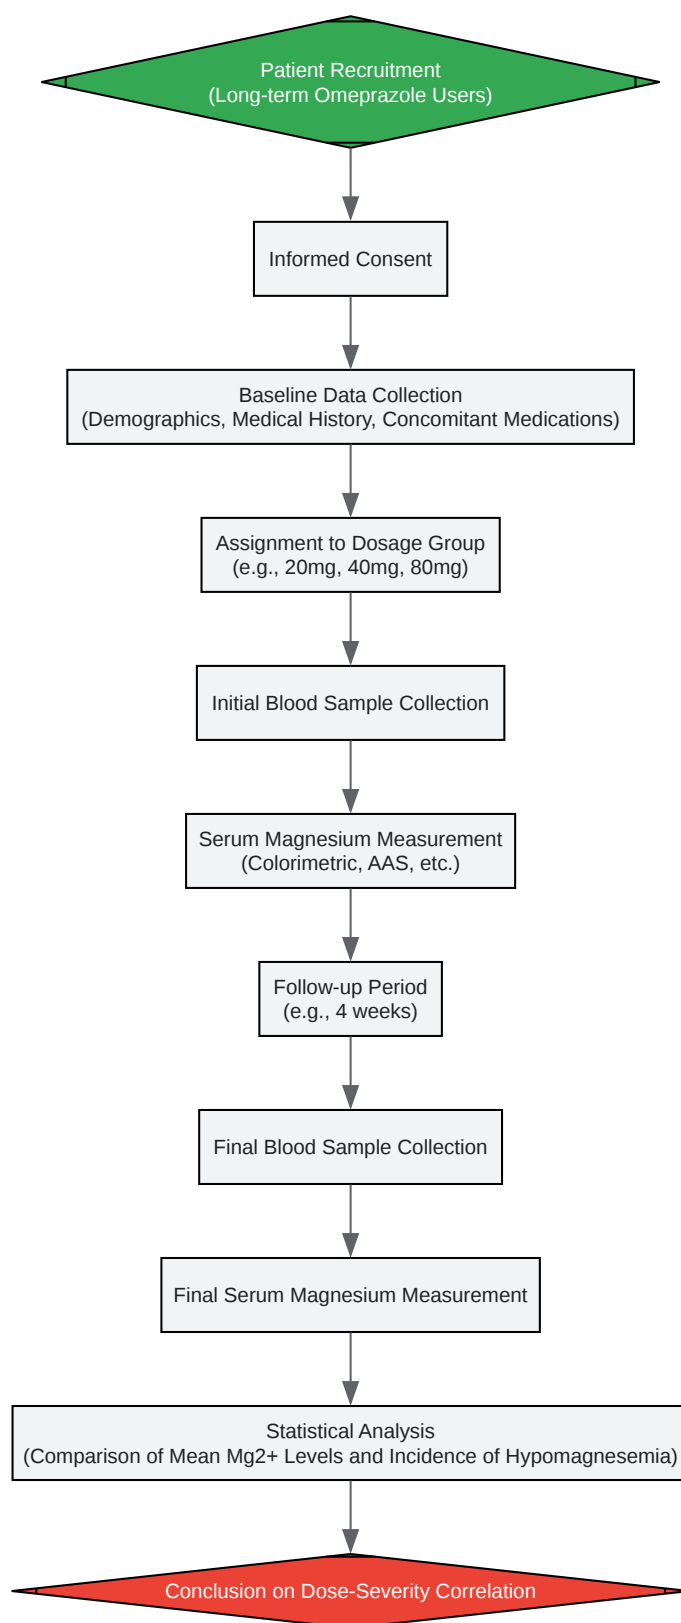 Patient Recruitment
(Long-term Omeprazole Users)
Informed Consent
Baseline Data Collection
(Demographics, Medical History, Concomitant Medications)
Assignment to Dosage Group
(e.g., 20mg, 40mg, 80mg)
Initial Blood Sample Collection
Serum Magnesium Measurement
(Colorimetric, AAS, etc.)
Follow-up Period
(e.g., 4 weeks)
Final Blood Sample Collection
Final Serum Magnesium Measurement
Statistical Analysis
(Comparison of Mean Mg2+ Levels and Incidence of Hypomagnesemia)
Conclusion on Dose-Severity Correlation